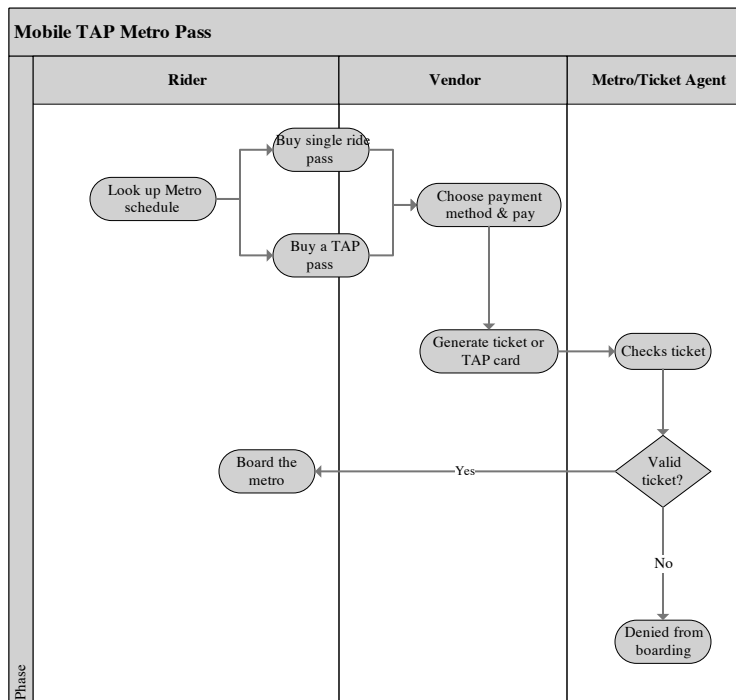 Mobile TAP Metro Pass
Rider
Vendor
Metro/Ticket Agent
Buy single ride
pass
Look up Metro
schedule
Choose payment
method & pay
Buy a TAP
pass
Generate ticket or
TAP card
Checks ticket
Board the
metro
Yes
Valid
ticket?
No
Denied from
boarding
Phase